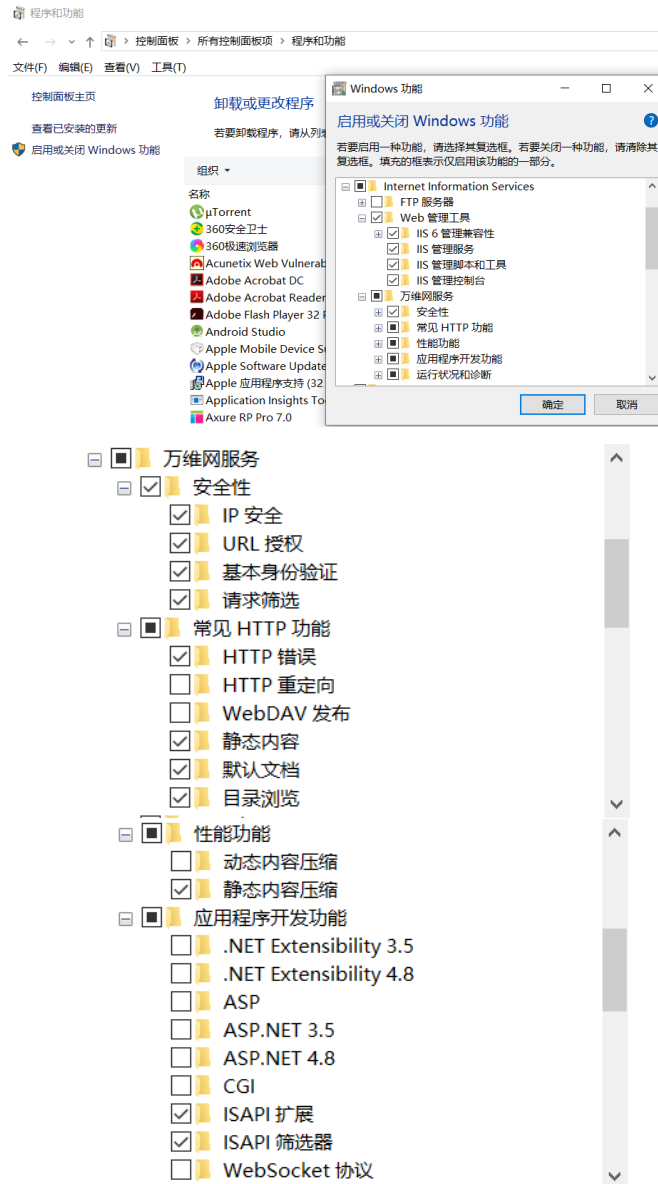 程序和功能
控制面板 > 所有控制面板项 > 程序和功能
文件(F) 编辑(E) 查看(V) 工具(T)
控制面板主页
查看已安装的更新
启用或关闭 Windows 功能
卸载或更改程序
若要卸载程序，请从列
组织
名称
µTorrent
360安全卫士
360极速浏览器
Acunetix Web Vulnerab
Adobe Acrobat DC
Adobe Acrobat Reader
Adobe Flash Player 32
Android Studio
Apple Mobile Device S
Apple Software Update
Apple 应用程序支持 (32
Application Insights To
Axure RP Pro 7.0
Windows 功能
启用或关闭 Windows 功能
若要启用一种功能，请选择其复选框。若要关闭一种功能，请清除其
复选框。填充的框表示仅启用该功能的一部分。
Internet Information Services
FTP 服务器
Web 管理工具
IIS 6 管理兼容性
IIS 管理服务
IIS 管理脚本和工具
IIS 管理控制台
万维网服务
安全性
常见 HTTP 功能
性能功能
应用程序开发功能
运行状况和诊断
确定
取消
万维网服务
安全性
IP 安全
URL 授权
基本身份验证
请求筛选
常见 HTTP 功能
HTTP 错误
HTTP 重定向
WebDAV 发布
静态内容
默认文档
目录浏览
性能功能
动态内容压缩
静态内容压缩
应用程序开发功能
.NET Extensibility 3.5
.NET Extensibility 4.8
ASP
ASP.NET 3.5
ASP.NET 4.8
CGI
ISAPI 扩展
ISAPI 筛选器
WebSocket 协议